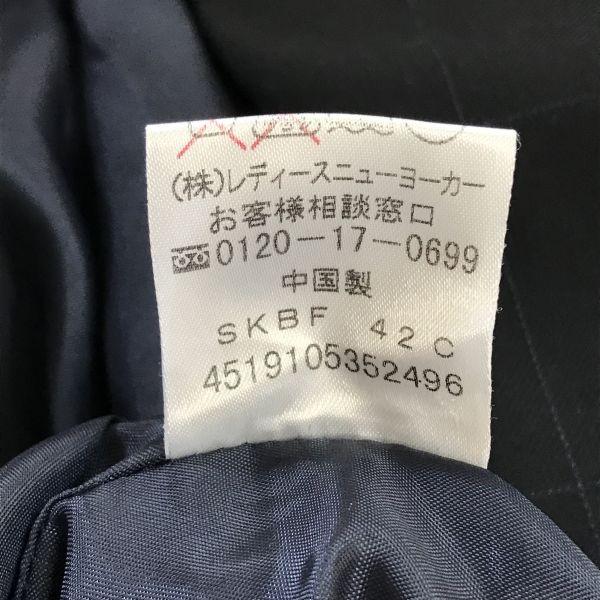 (株)レディースニューヨーカー
お客様相談窓口
0120-17-0699
中国製
SKBF 42C
4519105352496